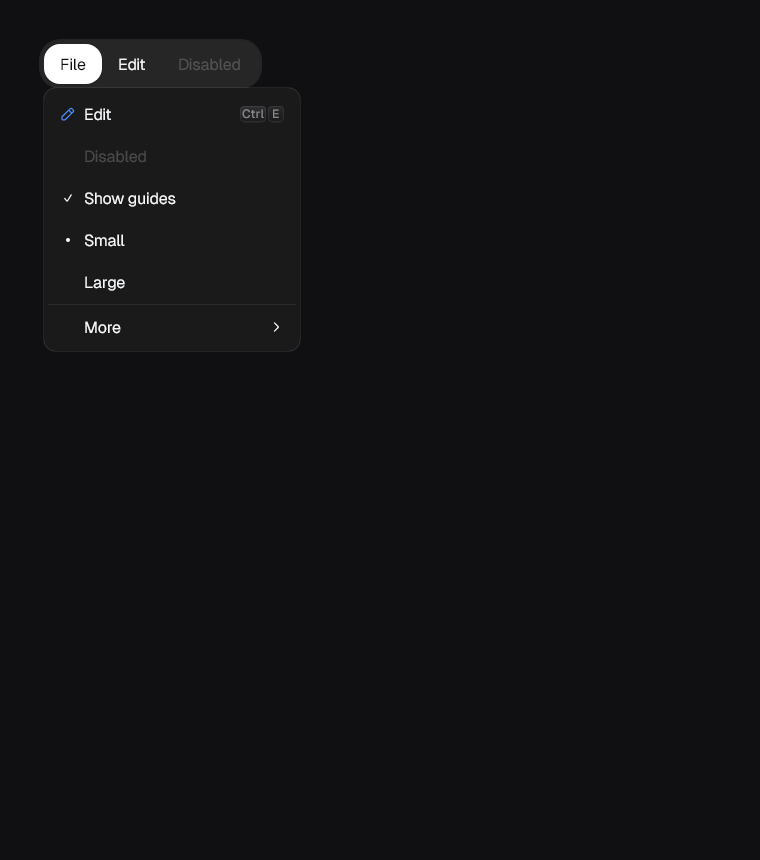 File Edit Disabled
Edit Ctrl E
Disabled
Show guides
Small
Large
More